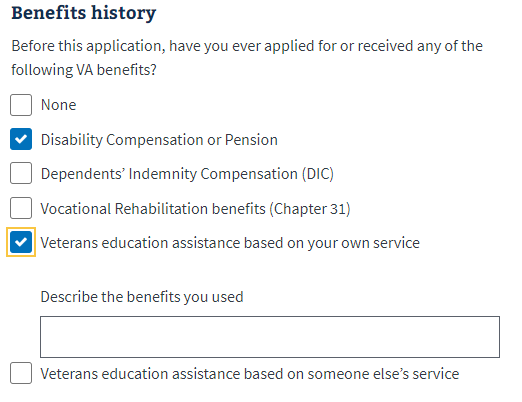 Benefits history
Before this application, have you ever applied for or received any of the
following VA benefits?
None
Disability Compensation or Pension
Dependents’ Indemnity Compensation (DIC)
Vocational Rehabilitation benefits (Chapter 31)
Veterans education assistance based on your own service
Describe the benefits you used
Veterans education assistance based on someone else’s service